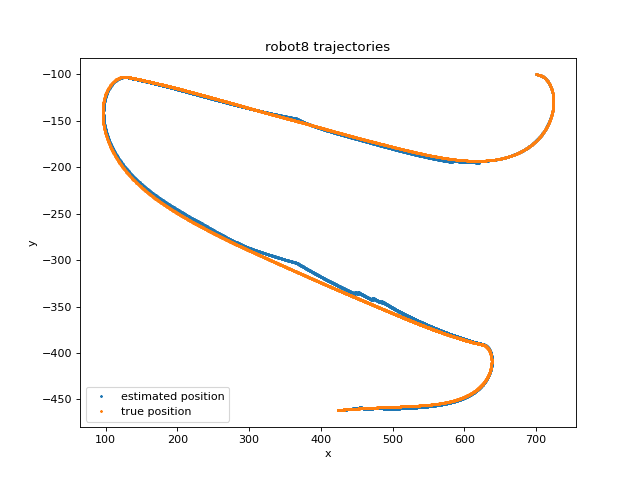 robot8 trajectories
−100
−150
−200
−250
−300
−350
−400
−450
y
estimated position
true position
100 200 300 400 500 600 700
x